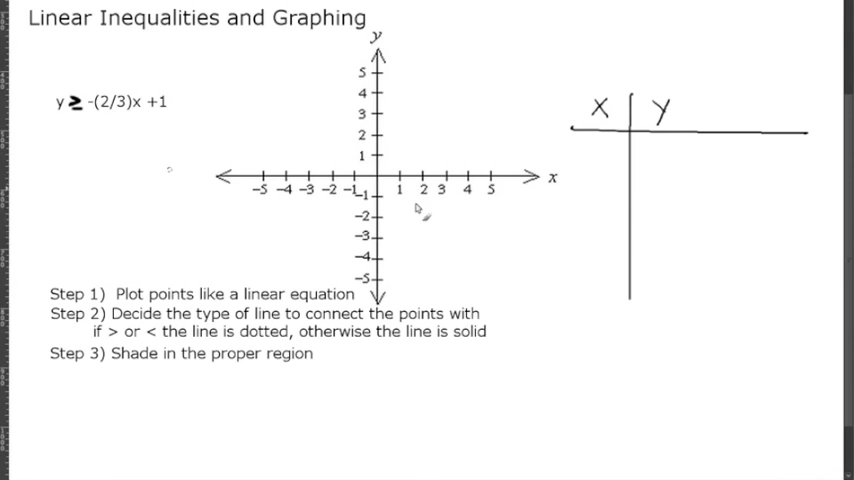 Linear Inequalities and Graphing
y
y ≥ -(2/3)x +1
5
4
3
2
1
X Y
-5 -4 -3 -2 -1 1 2 3 4 5 x
-1
-2
-3
-4
-5
Step 1) Plot points like a linear equation
Step 2) Decide the type of line to connect the points with
if > or < the line is dotted, otherwise the line is solid
Step 3) Shade in the proper region